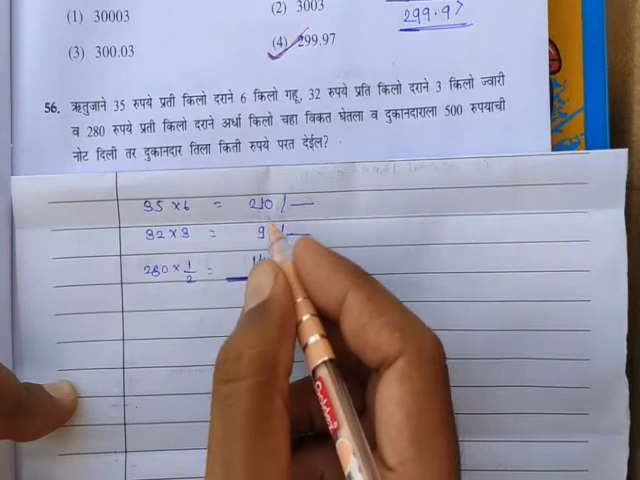 299.97
(1) 30003
(2) 3003
(3) 300.03
(4) 299.97
56. ऋतुजाने 35 रुपये प्रती किलो दराने 6 किलो गहू, 32 रुपये प्रति किलो दराने 3 किलो ज्वारी
व 280 रुपये प्रती किलो दराने अर्धा किलो चहा विकत घेतला व दुकानदाराला 500 रुपयाची
नोट दिली तर दुकानदार तिला किती रुपये परत देईल?
35 × 6 = 210/—
32 × 3 = 9
280 × 1/2 =
Goldex